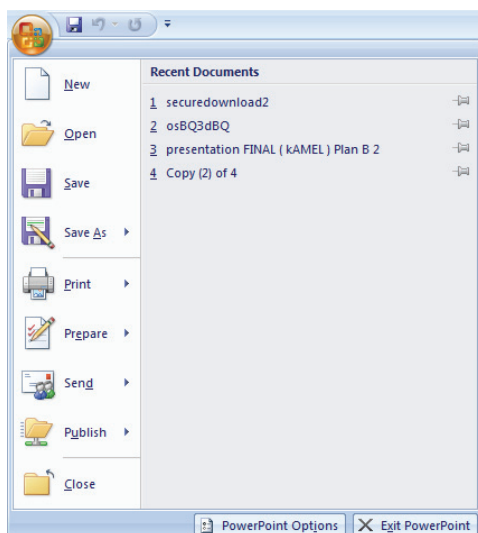 New
Open
Save
Save As
Print
Prepare
Send
Publish
Close
Recent Documents
1 securedownload2
2 osBQ3dBQ
3 presentation FINAL ( kAMEL ) Plan B 2
4 Copy (2) of 4
PowerPoint Options
Exit PowerPoint